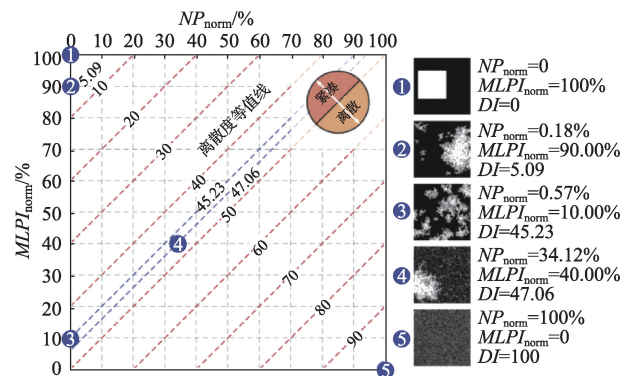 NPnorm/%
0 10 20 30 40 50 60 70 80 90 100
MLPInorm/%
100
90
80
70
60
50
40
30
20
10
0
1
2
3
4
5
5.09
10
20
30
40
45.23
47.06
50
60
70
80
90
离散度等值线
紧凑
离散
1
NPnorm=0
MLPInorm=100%
DI=0
2
NPnorm=0.18%
MLPInorm=90.00%
DI=5.09
3
NPnorm=0.57%
MLPInorm=10.00%
DI=45.23
4
NPnorm=34.12%
MLPInorm=40.00%
DI=47.06
5
NPnorm=100%
MLPInorm=0
DI=100